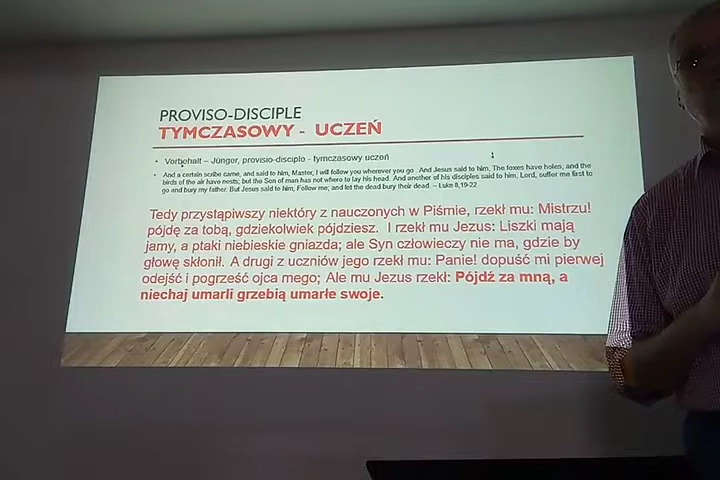 PROVISO-DISCIPLE
TYMCZASOWY - UCZEŃ
• Vorbehalt – Jünger, provisio-disciplo - tymczasowy uczeń
• And a certain scribe came, and said to him, Master, I will follow you wherever you go. And Jesus said to him, The foxes have holes, and the
birds of the air have nests; but the Son of man has not where to lay his head. And another of his disciples said to him, Lord, suffer me first to
go and bury my father. But Jesus said to him, Follow me; and let the dead bury their dead. – Luke 8,19-22
Tedy przystąpiwszy niektóry z nauczonych w Piśmie, rzekł mu: Mistrzu!
pójdę za tobą, gdziekolwiek pójdziesz. I rzekł mu Jezus: Liszki mają
jamy, a ptaki niebieskie gniazda; ale Syn człowieczy nie ma, gdzie by
głowę skłonił. A drugi z uczniów jego rzekł mu: Panie! dopuść mi pierwej
odejść i pogrześć ojca mego; Ale mu Jezus rzekł: Pójdź za mną, a
niechaj umarli grzebią umarłe swoje.